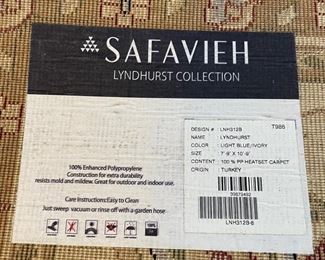 SAFAVIEH
LYNDHURST COLLECTION
T986
DESIGN # : LNH312B
NAME : LYNDHURST
COLOR : LIGHT BLUE/IVORY
SIZE : 7'-9" X 10'-9"
CONTENT : 100 % PP HEATSET CARPET
ORIGIN : TURKEY
LNH312B-8
100% Enhanced Polypropylene
Construction for extra durability
resists mold and mildew. Great for outdoor and indoor use.
Care Instructions:Easy to Clean
Just sweep vacuum or rinse off with a garden hose